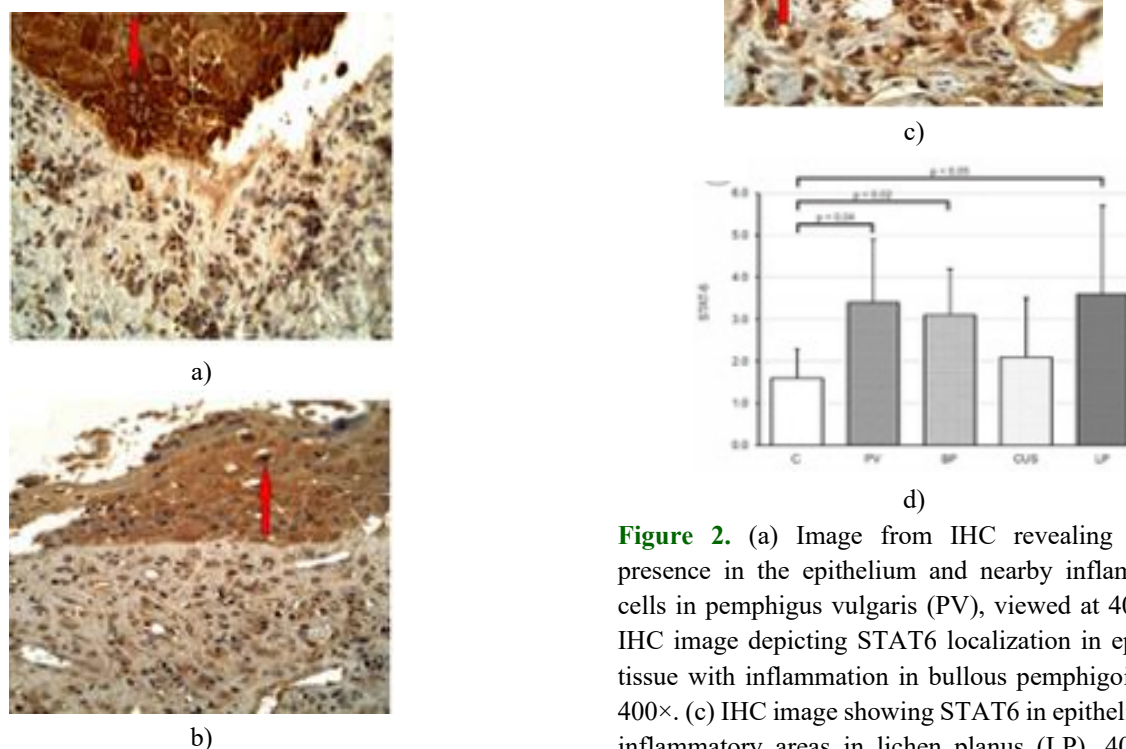 a)
b)
c)
p = 0.05
p = 0.02
p = 0.04
6.0
5.0
4.0
3.0
2.0
1.0
0.0
STAT-6
C PV BP CUS LP
d)
Figure 2. (a) Image from IHC revealing
presence in the epithelium and nearby inflam
cells in pemphigus vulgaris (PV), viewed at 40
IHC image depicting STAT6 localization in ep
tissue with inflammation in bullous pemphigoi
400×. (c) IHC image showing STAT6 in epithel
inflammatory areas in lichen planus (LP), 40